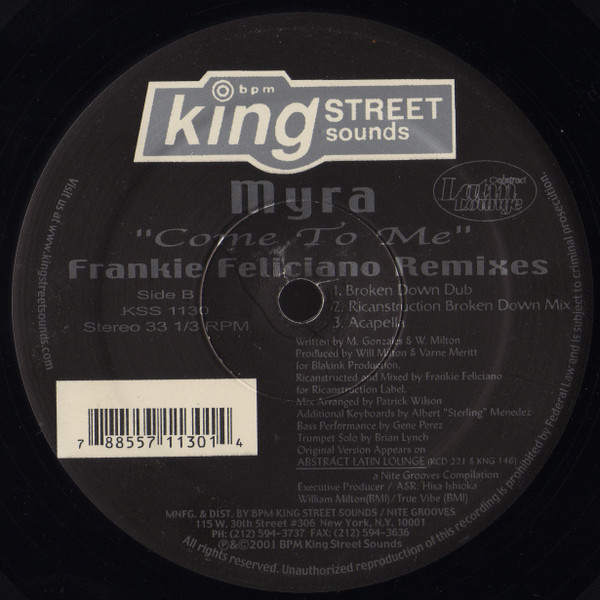 bpm
king STREET
sounds
Abstract
Latin
Lounge
Myra
"Come To Me"
Frankie Feliciano Remixes
Side B
KSS 1130
Stereo 33 1/3 RPM
1. Broken Down Dub
2. Ricanstruction Broken Down Mix
3. Acapella
Written by M. Gonzales & W. Milton
Produced by Will Milton & Varne Meritt
for Blakink Production.
Ricanstructed and Mixed by Frankie Feliciano
for Ricanstruction Label.
Mix Arranged by Patrick Wilson
Additional Keyboards by Albert "Sterling" Menedez
Bass Performance by Gene Perez
Trumpet Solo by Brian Lynch
Original Version Appears on
ABSTRACT LATIN LOUNGE (KCD 221 & KNG 146)
a Nite Grooves Compilation
Executive Producer / A&R: Hisa Ishioka
William Milton(BMI) / True Vibe (BMI)
7 88557 11301 4
MNFG. & DIST. BY BPM KING STREET SOUNDS / NITE GROOVES
115 W. 30th Street #306 New York, N.Y. 10001
PH: (212) 594-3737 FAX: (212) 594-3636
℗&©2001 BPM King Street Sounds
Visit us at www.kingstreetsounds.com
All rights reserved. Unauthorized reproduction of this recording is prohibited by Federal Law and is subject to criminal prosecution.